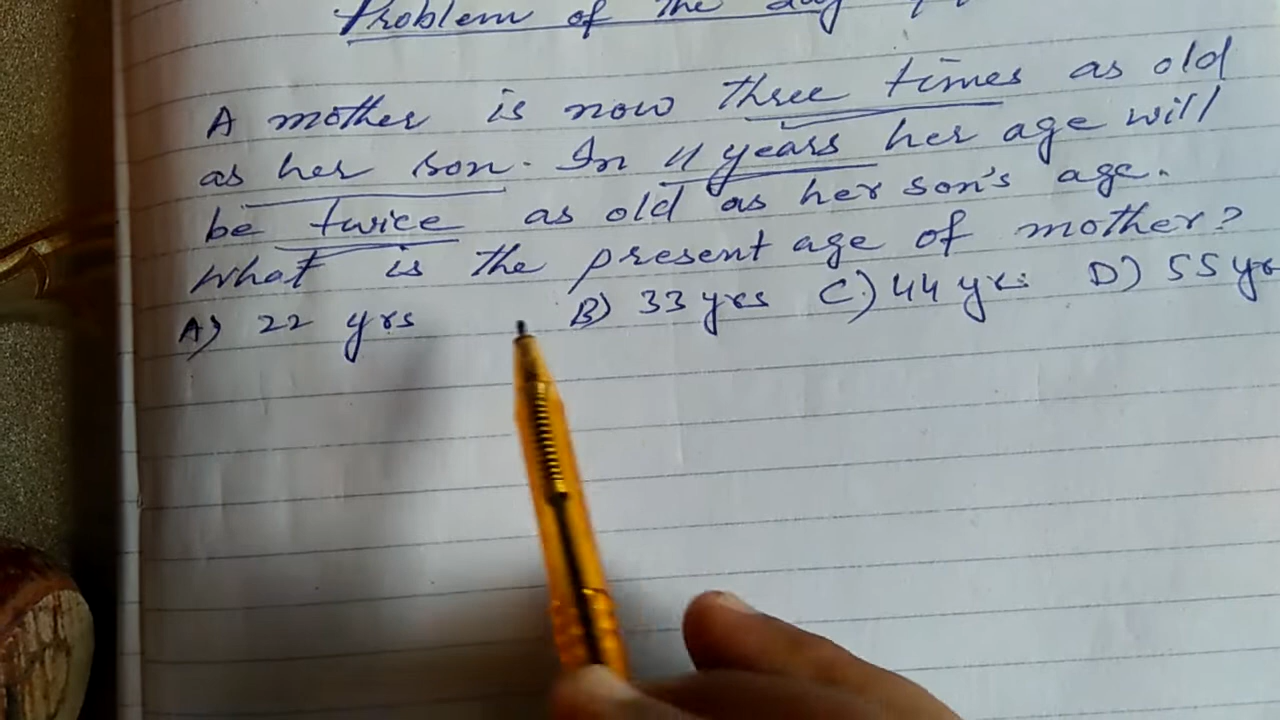 Problem of the day
A mother is now three times as old
as her son. In 11 years her age will
be twice as old as her son's age.
What is the present age of mother?
A) 22 yrs B) 33 yrs C) 44 yrs D) 55 yrs